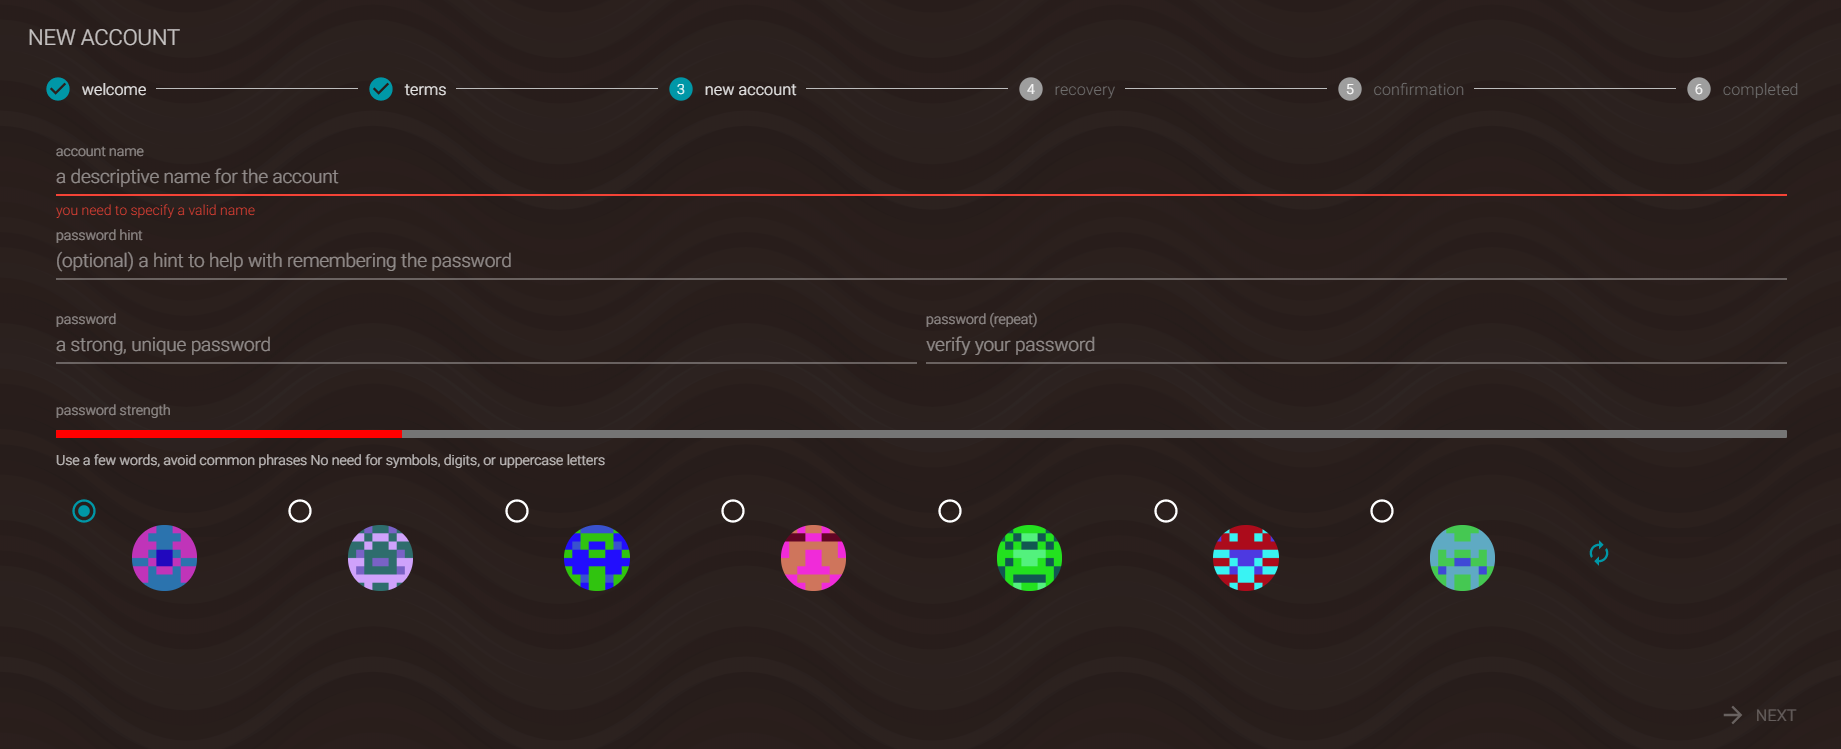 NEW ACCOUNT
welcome terms 3 new account 4 recovery 5 confirmation 6 completed
account name
a descriptive name for the account
you need to specify a valid name
password hint
(optional) a hint to help with remembering the password
password password (repeat)
a strong, unique password verify your password
password strength
Use a few words, avoid common phrases No need for symbols, digits, or uppercase letters
NEXT